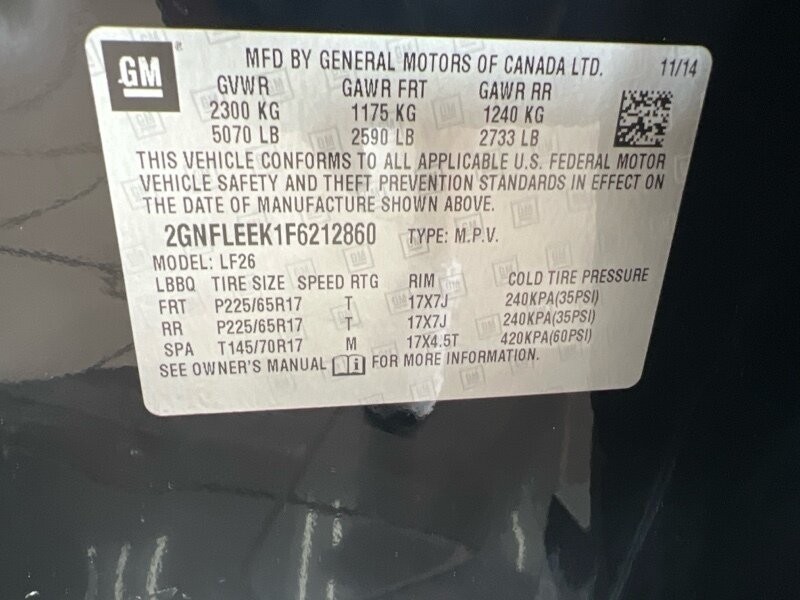 GM MFD BY GENERAL MOTORS OF CANADA LTD. 11/14
GVWR GAWR FRT GAWR RR
2300 KG 1175 KG 1240 KG
5070 LB 2590 LB 2733 LB
THIS VEHICLE CONFORMS TO ALL APPLICABLE U.S. FEDERAL MOTOR
VEHICLE SAFETY AND THEFT PREVENTION STANDARDS IN EFFECT ON
THE DATE OF MANUFACTURE SHOWN ABOVE.
2GNFLEEK1F6212860 TYPE: M.P.V.
MODEL: LF26
LBBQ TIRE SIZE SPEED RTG RIM COLD TIRE PRESSURE
FRT P225/65R17 T 17X7J 240KPA(35PSI)
RR P225/65R17 T 17X7J 240KPA(35PSI)
SPA T145/70R17 M 17X4.5T 420KPA(60PSI)
SEE OWNER'S MANUAL FOR MORE INFORMATION.